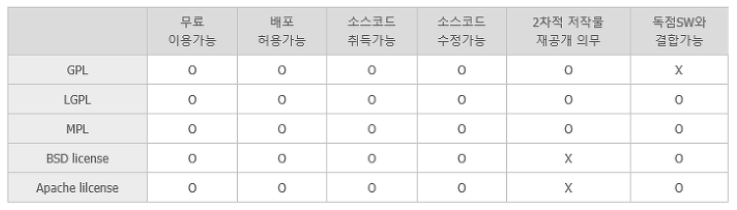 무료 배포 소스코드 소스코드 2차적 저작물 독점SW와
이용가능 허용가능 취득가능 수정가능 재공개 의무 결합가능
GPL O O O O O X
LGPL O O O O O O
MPL O O O O O O
BSD license O O O O X O
Apache lilcense O O O O X O